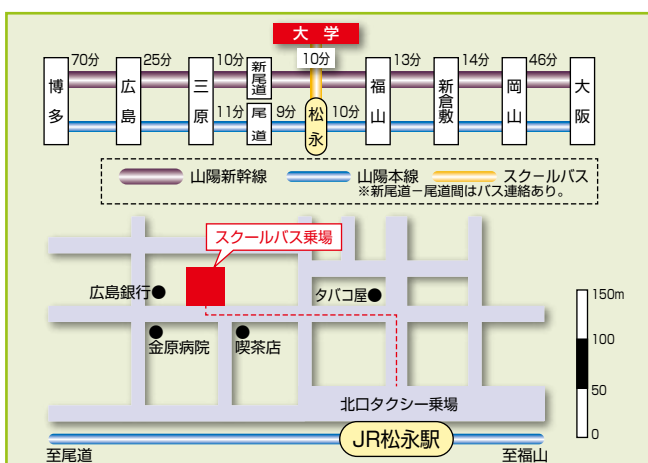 大学
70分
25分
10分
10分
13分
14分
46分
博多
広島
三原
新尾道
尾道
松永
福山
新倉敷
岡山
大阪
11分
9分
10分
山陽新幹線
山陽本線
スクールバス
※新尾道－尾道間はバス連絡あり。
スクールバス乗場
広島銀行
タバコ屋
金原病院
喫茶店
150m
100
50
0
北口タクシー乗場
JR松永駅
至尾道
至福山